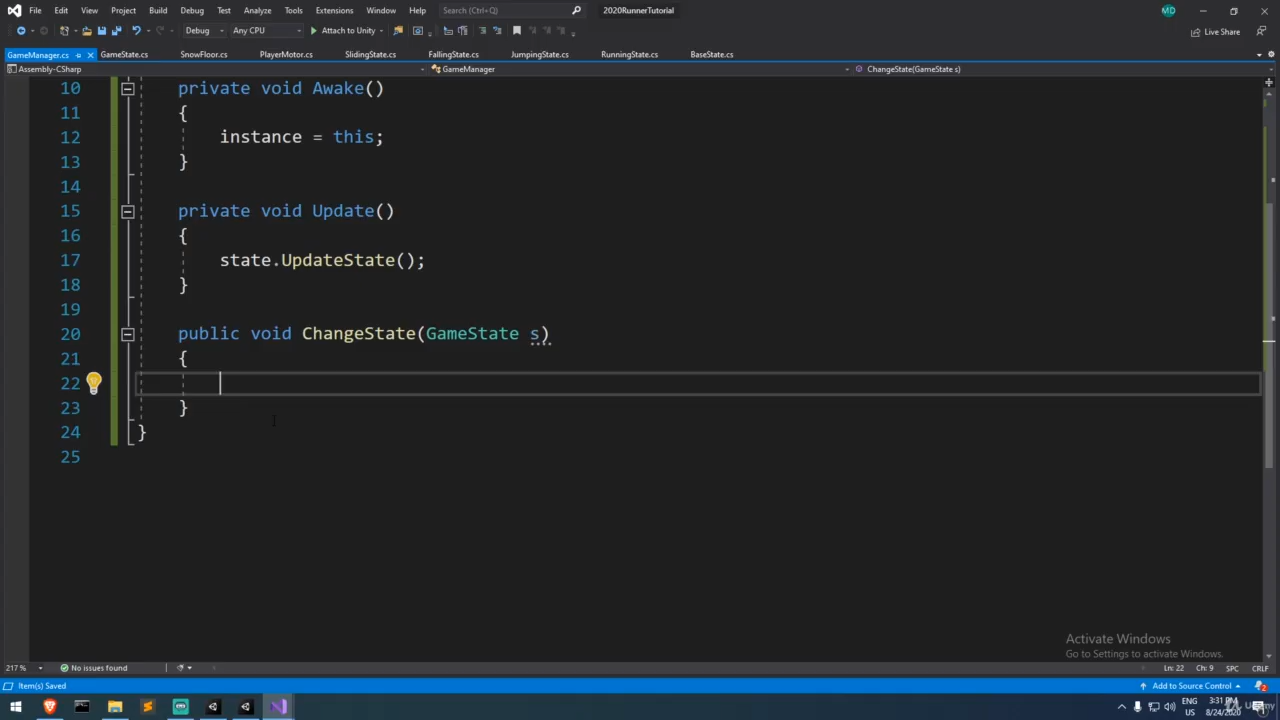 File Edit View Project Build Debug Test Analyze Tools Extensions Window Help Search (Ctrl+Q) 2020RunnerTutorial MD
Debug Any CPU Attach to Unity Live Share
GameManager.cs GameState.cs SnowFloor.cs PlayerMotor.cs SlidingState.cs FallingState.cs JumpingState.cs RunningState.cs BaseState.cs
Assembly-CSharp GameManager ChangeState(GameState s)
10 private void Awake()
11 {
12 instance = this;
13 }
14
15 private void Update()
16 {
17 state.UpdateState();
18 }
19
20 public void ChangeState(GameState s)
21 {
22
23 }
24 }
25
Activate Windows
Go to Settings to activate Windows.
217 % No issues found Ln: 22 Ch: 9 SPC CRLF
Item(s) Saved Add to Source Control 2
ENG 3:31 PM
US 8/24/2020
Udemy